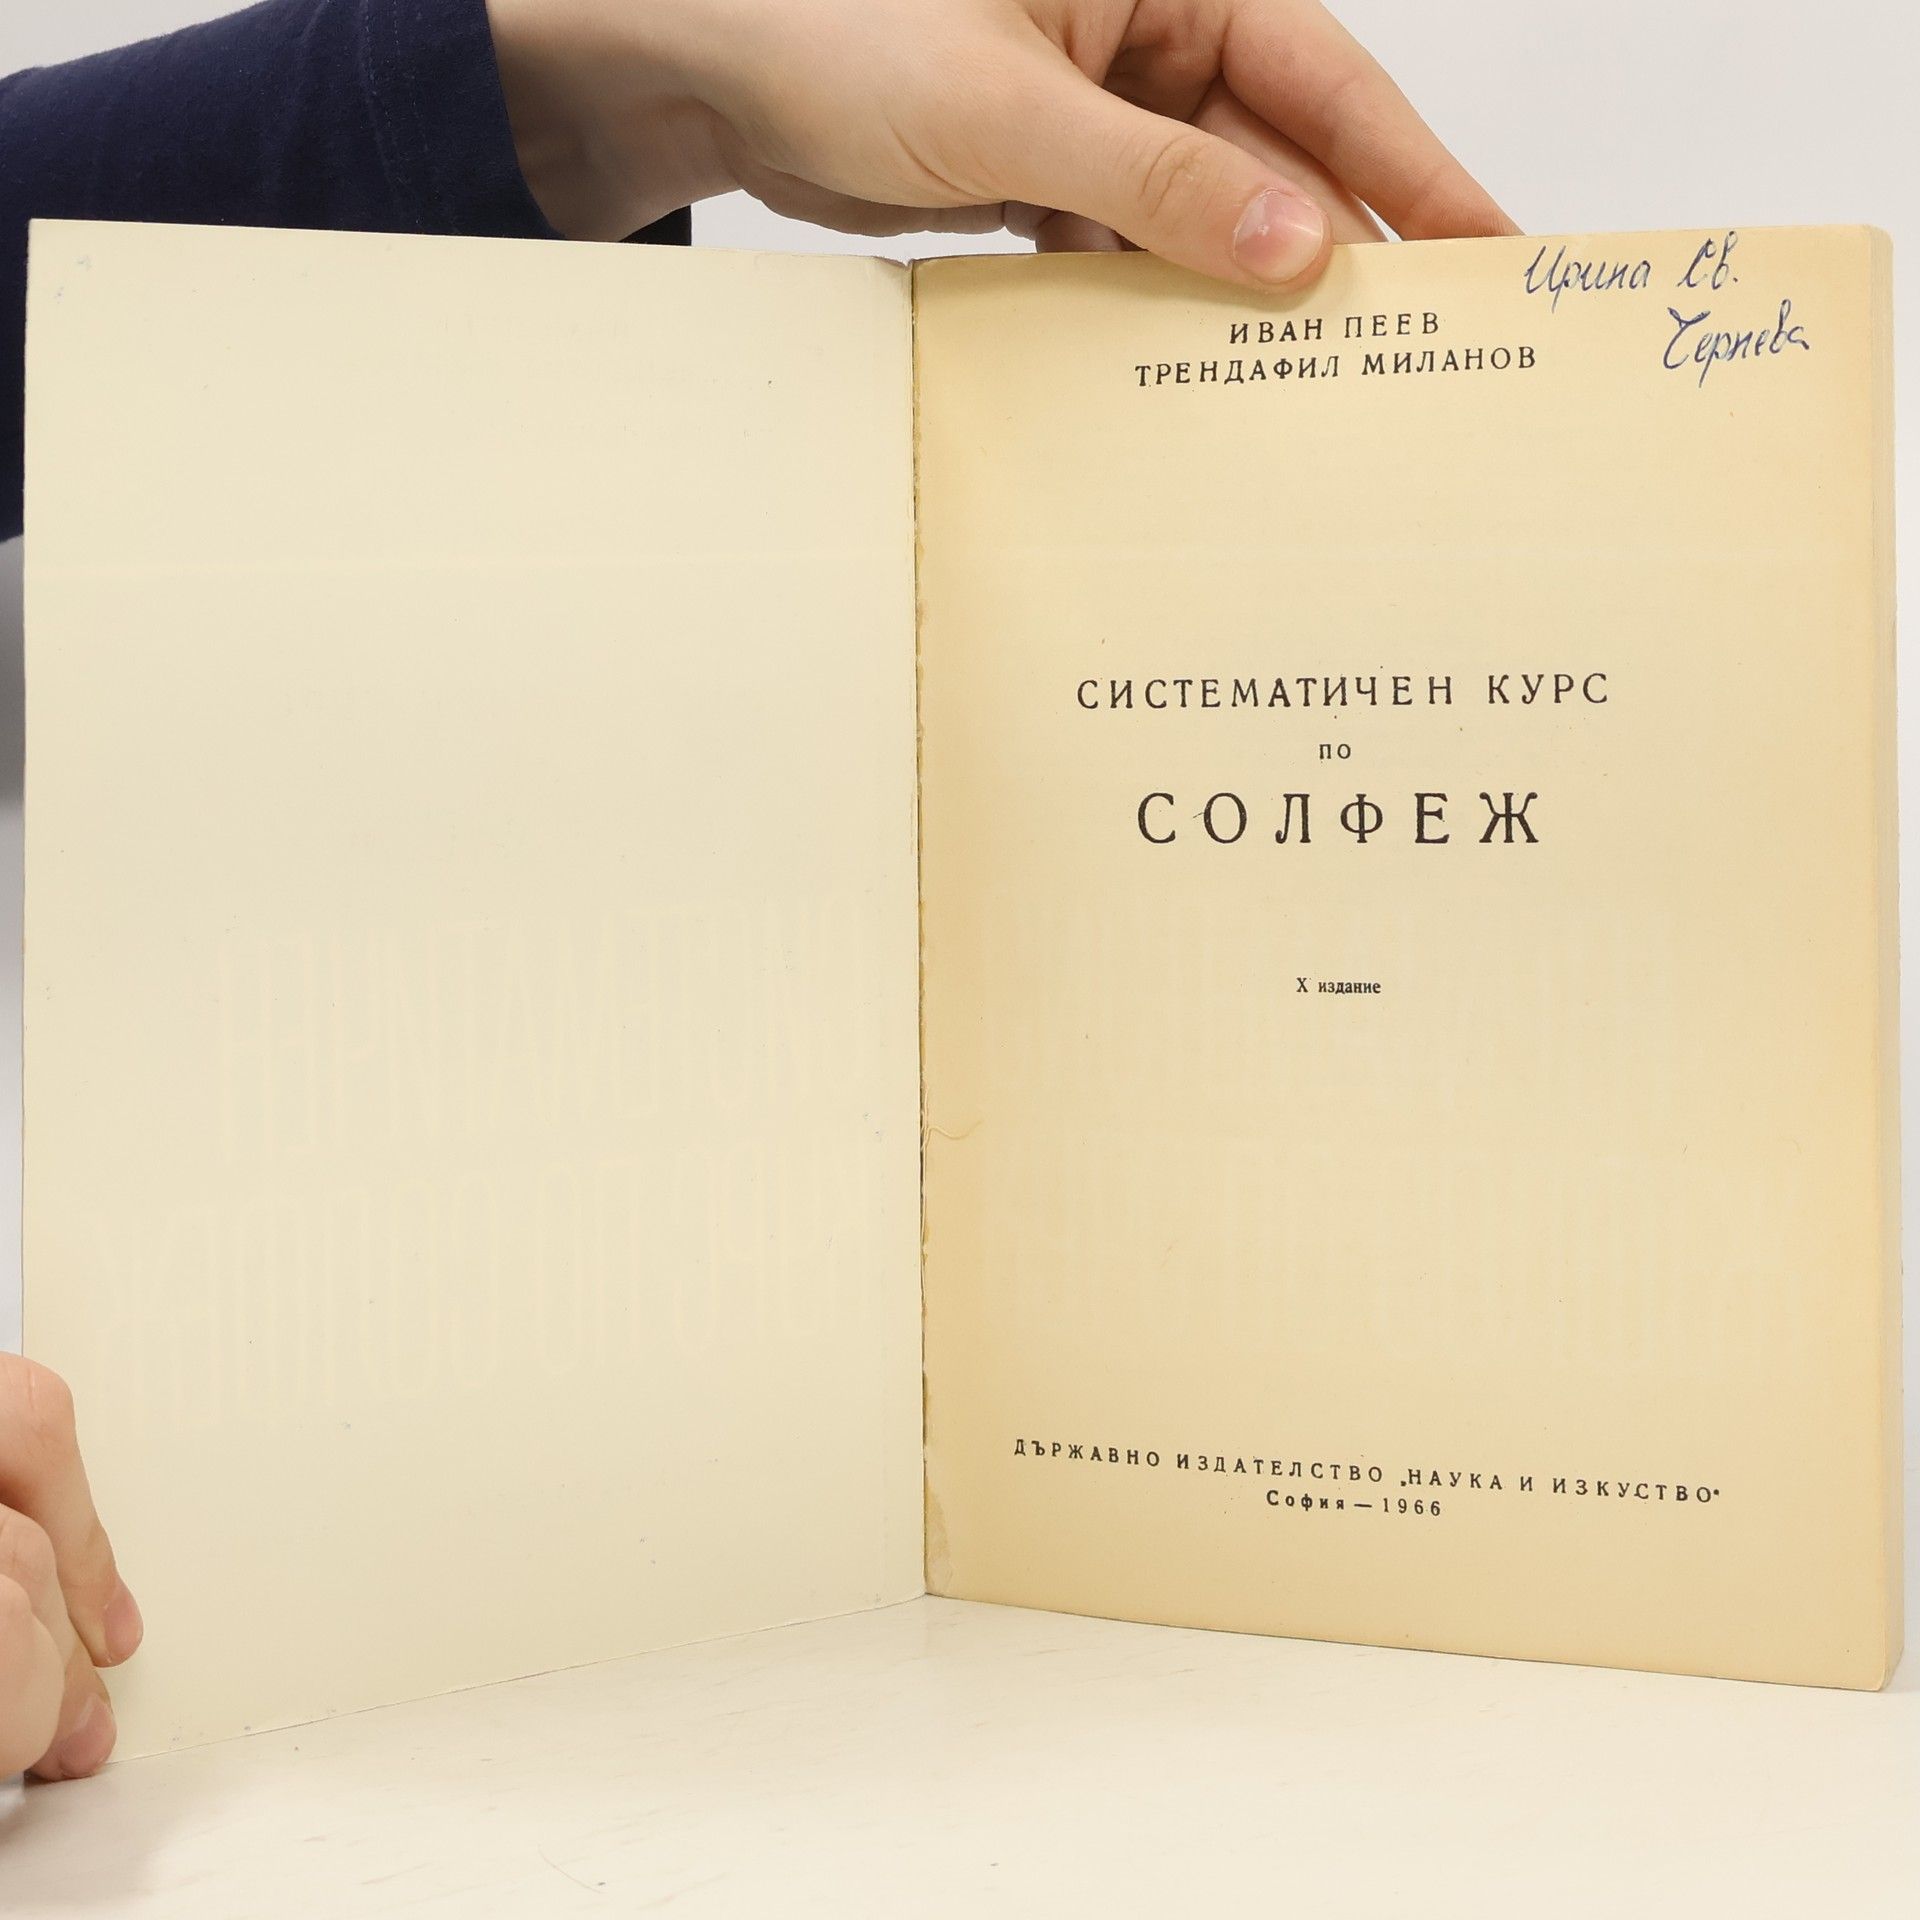 Ирина Св.
Чернева
ИВАН ПЕЕВ
ТРЕНДАФИЛ МИЛАНОВ
СИСТЕМАТИЧЕН КУРС
ПО
СОЛФЕЖ
X издание
ДЪРЖАВНО ИЗДАТЕЛСТВО „НАУКА И ИЗКУСТВО“
София — 1966